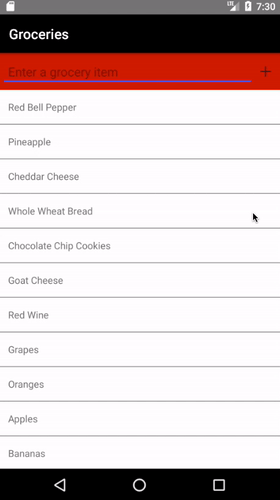 LTE 7:30
Groceries
Enter a grocery item +
Red Bell Pepper
Pineapple
Cheddar Cheese
Whole Wheat Bread
Chocolate Chip Cookies
Goat Cheese
Red Wine
Grapes
Oranges
Apples
Bananas